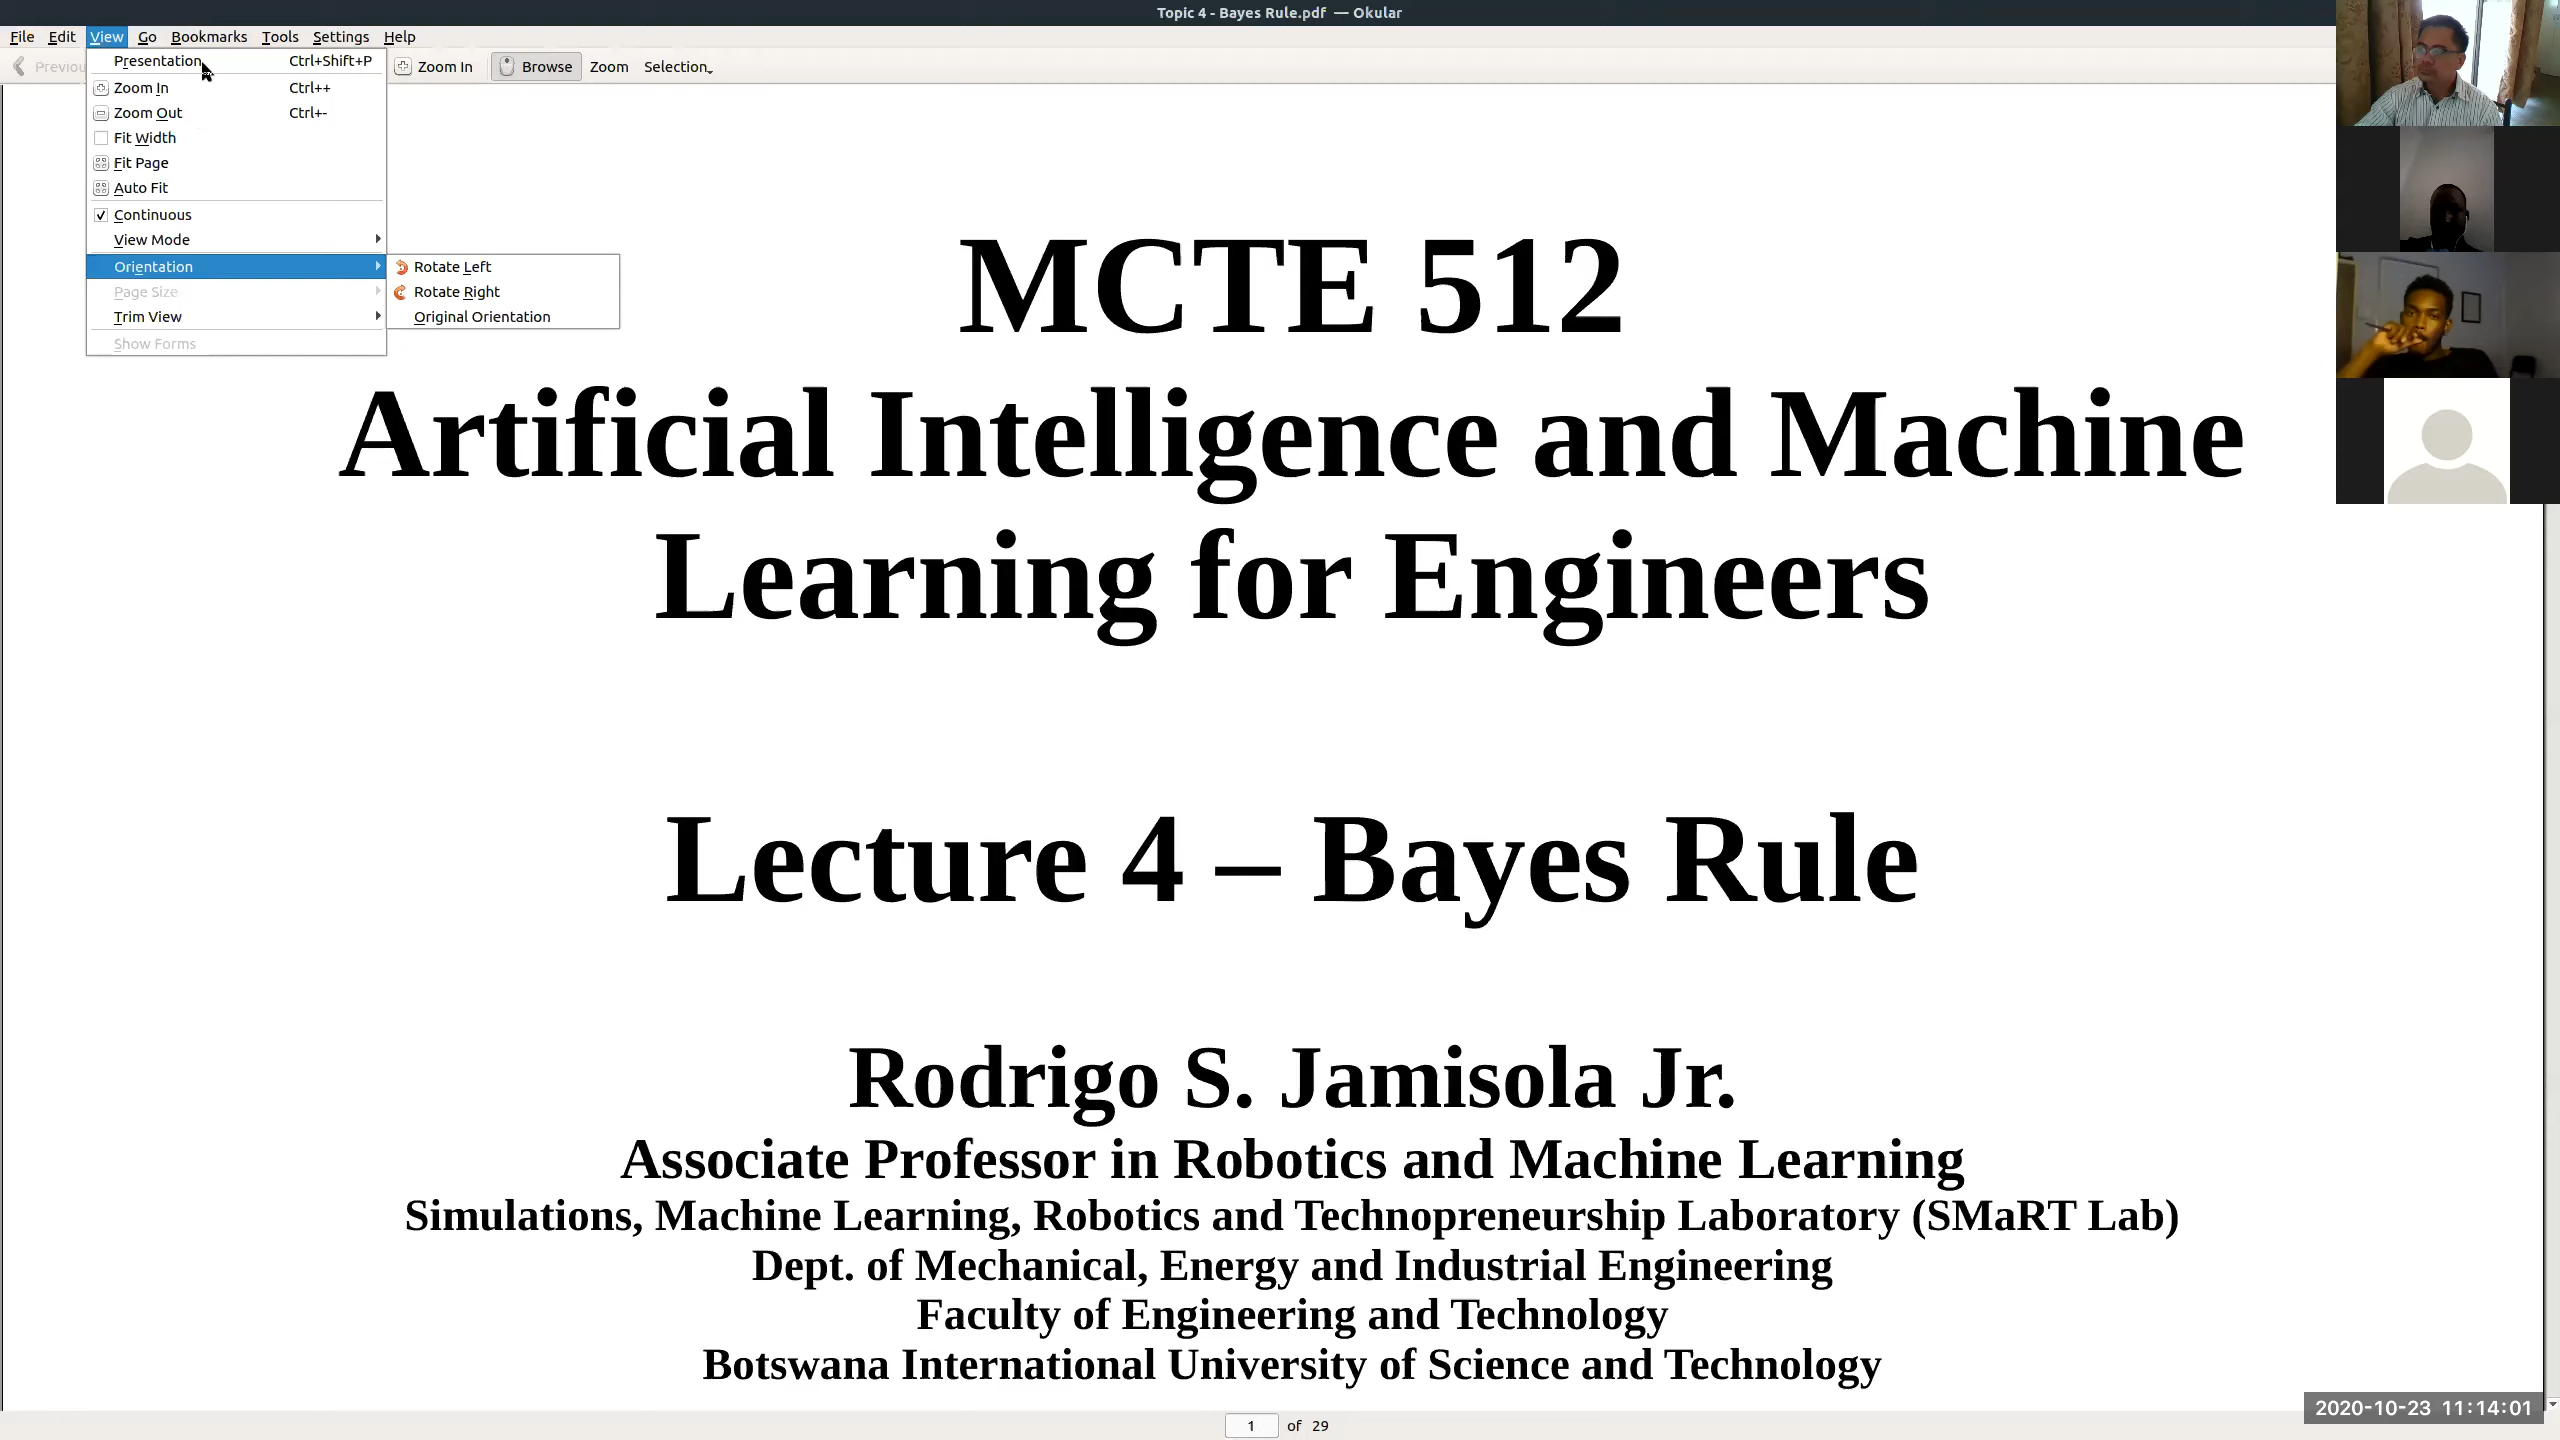 Topic 4 - Bayes Rule.pdf — Okular
File Edit View Go Bookmarks Tools Settings Help
Zoom In Browse Zoom Selection
Presentation Ctrl+Shift+P
Zoom In Ctrl++
Zoom Out Ctrl+-
Fit Width
Fit Page
Auto Fit
Continuous
View Mode
Orientation
Page Size
Trim View
Show Forms
Rotate Left
Rotate Right
Original Orientation
MCTE 512
Artificial Intelligence and Machine
Learning for Engineers
Lecture 4 – Bayes Rule
Rodrigo S. Jamisola Jr.
Associate Professor in Robotics and Machine Learning
Simulations, Machine Learning, Robotics and Technopreneurship Laboratory (SMaRT Lab)
Dept. of Mechanical, Energy and Industrial Engineering
Faculty of Engineering and Technology
Botswana International University of Science and Technology
2020-10-23 11:14:01
1 of 29